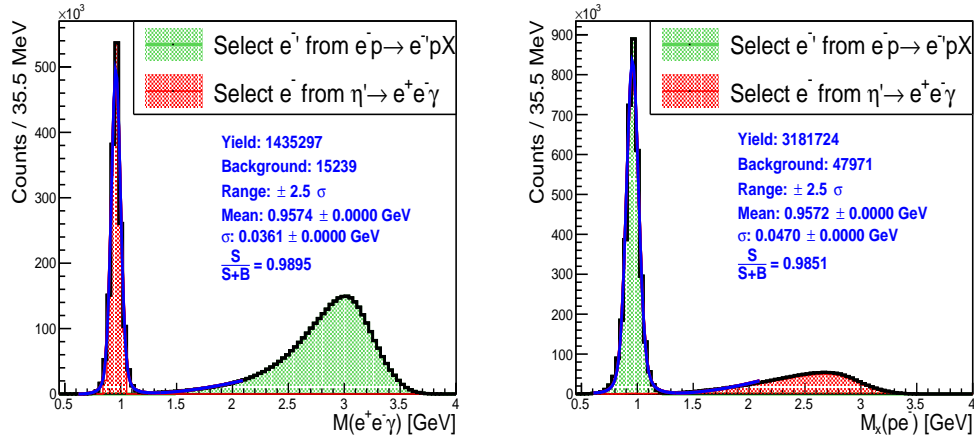 ×10³
Counts / 35.5 MeV
500
400
300
200
100
0
0.5 1 1.5 2 2.5 3 3.5 4
M(e⁺e⁻γ) [GeV]
Select e⁻' from e⁻p→ e⁻'pX
Select e⁻ from η'→ e⁺e⁻γ
Yield: 1435297
Background: 15239
Range: ± 2.5 σ
Mean: 0.9574 ± 0.0000 GeV
σ: 0.0361 ± 0.0000 GeV
S
S+B = 0.9895
×10³
Counts / 35.5 MeV
900
800
700
600
500
400
300
200
100
0
0.5 1 1.5 2 2.5 3 3.5 4
Mₓ(pe⁻) [GeV]
Select e⁻' from e⁻p→ e⁻'pX
Select e⁻ from η'→ e⁺e⁻γ
Yield: 3181724
Background: 47971
Range: ± 2.5 σ
Mean: 0.9572 ± 0.0000 GeV
σ: 0.0470 ± 0.0000 GeV
S
S+B = 0.9851